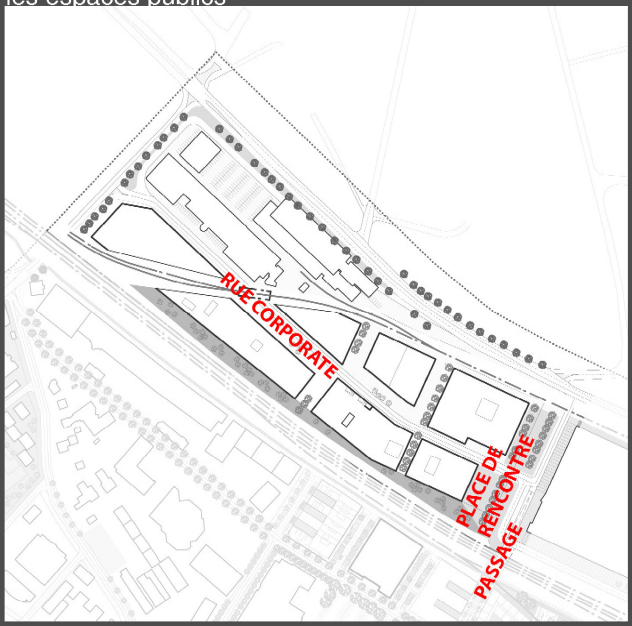 les espaces publics
RUE CORPORATE
PLACE DE
RENCONTRE
PASSAGE